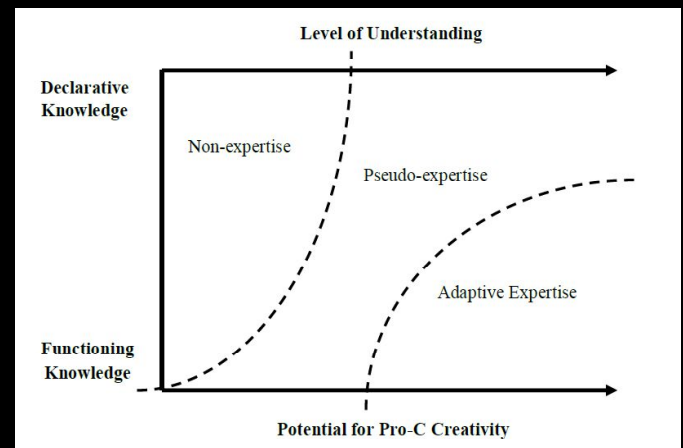 Level of Understanding
Declarative
Knowledge
Non-expertise
Pseudo-expertise
Adaptive Expertise
Functioning
Knowledge
Potential for Pro-C Creativity